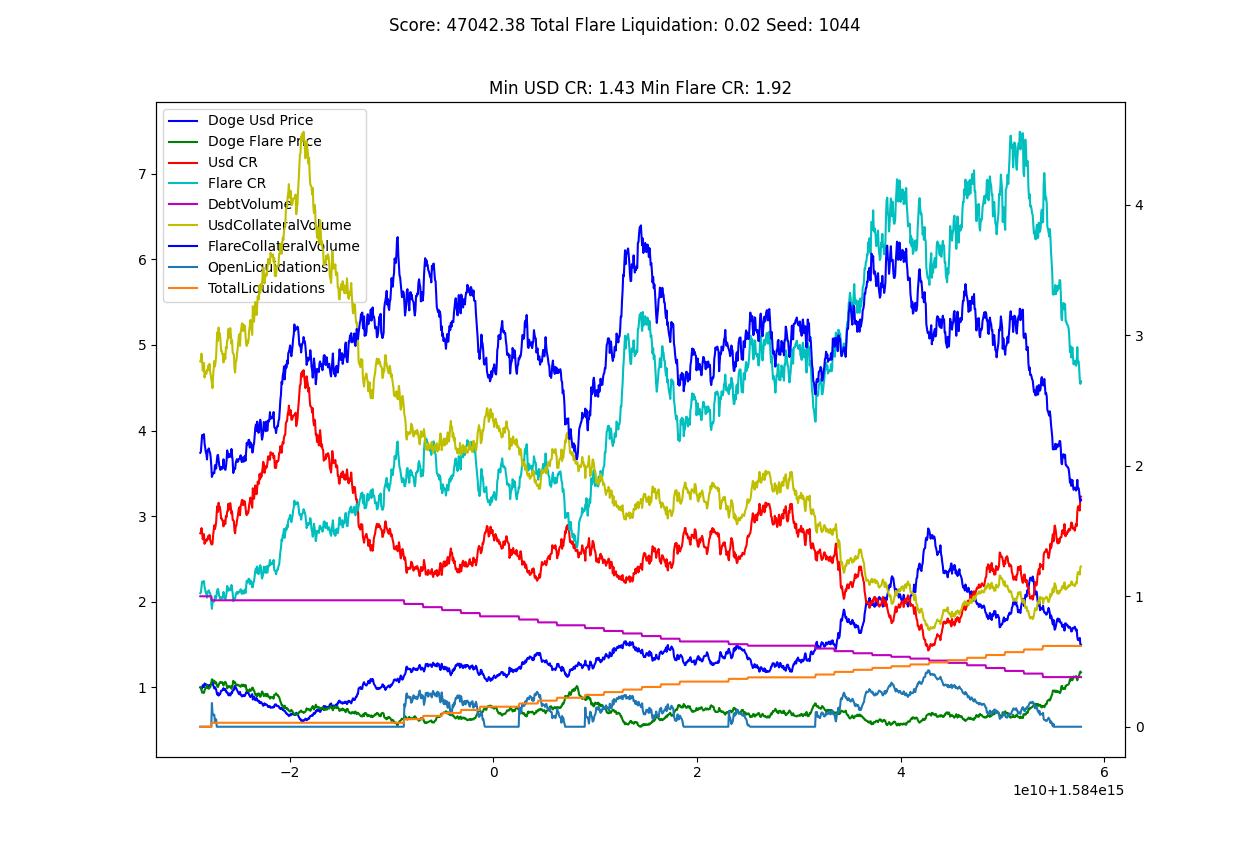 Score: 47042.38 Total Flare Liquidation: 0.02 Seed: 1044
Min USD CR: 1.43 Min Flare CR: 1.92
Doge Usd Price
Doge Flare Price
Usd CR
Flare CR
DebtVolume
UsdCollateralVolume
FlareCollateralVolume
OpenLiquidations
TotalLiquidations
7
6
5
4
3
2
1
4
3
2
1
0
−2
0
2
4
6
1e10+1.584e15